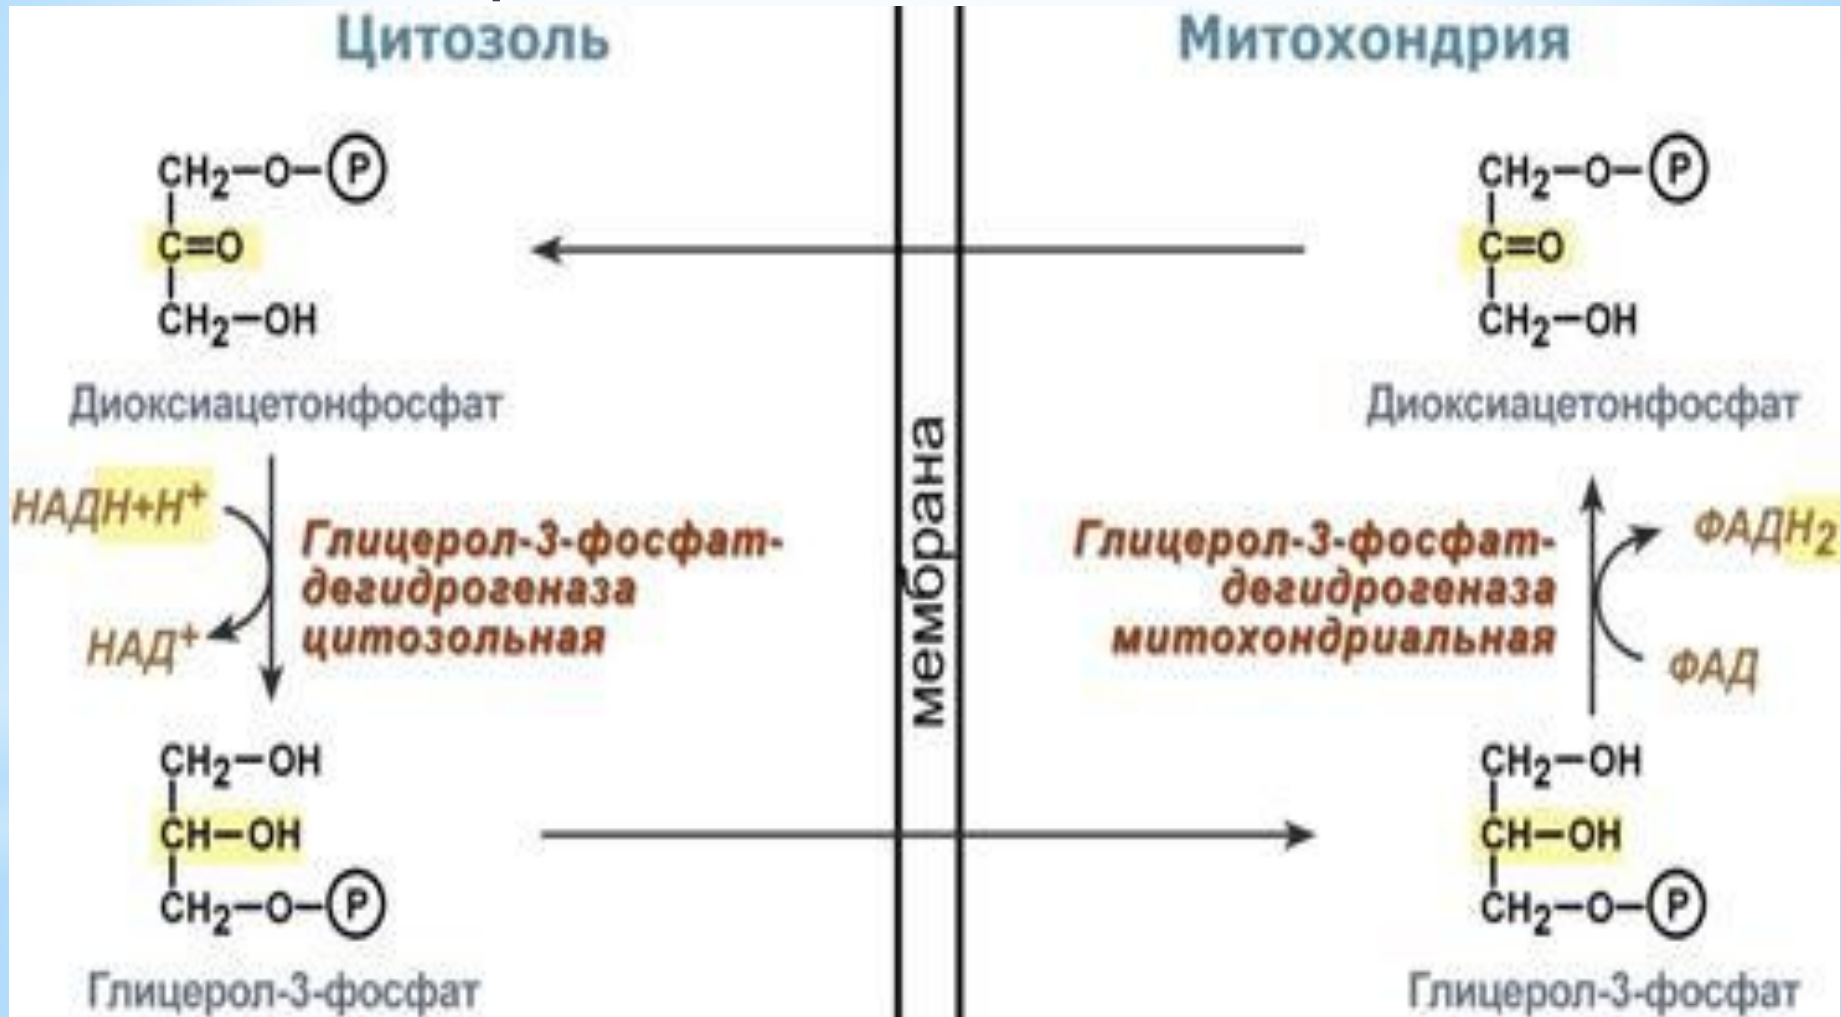 Цитозоль
CH₂—O—P
C=O
CH₂—OH
Диоксиацетонфосфат
НАДН+Н⁺
НАД⁺
Глицерол-3-фосфат-
дегидрогеназа
цитозольная
CH₂—OH
CH—OH
CH₂—O—P
Глицерол-3-фосфат
мембрана
Митохондрия
CH₂—O—P
C=O
CH₂—OH
Диоксиацетонфосфат
Глицерол-3-фосфат-
дегидрогеназа
митохондриальная
ФАДН₂
ФАД
CH₂—OH
CH—OH
CH₂—O—P
Глицерол-3-фосфат